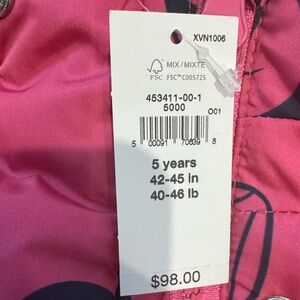 XVN1006
MIX/MIXTE
FSC FSC™ C005725
453411-00-1
5000
O01
5 00091 70639 8
5 years
42-45 in
40-46 lb
$98.00